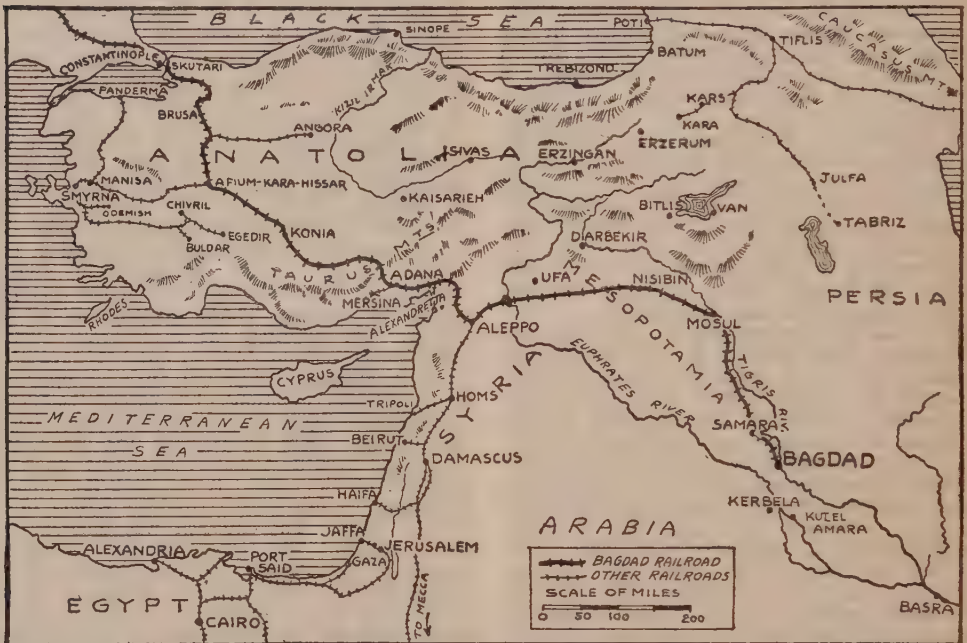 BLACK SEA
SINOPE
POTI
TIFLIS
CAUCASUS MT.
BATUM
CONSTANTINOPLE
SKUTARI
TREBIZOND
PANDERMA
KIZIL IRMAK
BRUSA
KARS
KARA
ANGORA
ERZERUM
ANATOLIA
SIVAS
ERZINGAN
MANISA
AFIUM-KARA-HISSAR
JULFA
SMYRNA
ODEMISH
CHIVRIL
KAISARIEH
BITLIS
VAN
EGEDIR
KONIA
TABRIZ
BULDAR
DIARBEKIR
TAURUS MTS.
ADANA
UFA
NISIBIN
MESOPOTAMIA
PERSIA
MERSINA
RHODES
ALEXANDRETJA
ALEPPO
MOSUL
EUPHRATES RIVER
TIGRIS RIV.
CYPRUS
SYRIA
HOMS
TRIPOLI
MEDITERRANEAN
SEA
SAMARA
BEIRUT
DAMASCUS
BAGDAD
HAIFA
KERBELA
KUT EL
AMARA
JAFFA
JERUSALEM
ARABIA
ALEXANDRIA
PORT
SAID
GAZA
BAGDAD RAILROAD
OTHER RAILROADS
SCALE OF MILES
0 50 100 200
EGYPT
CAIRO
TO MECCA
BASRA